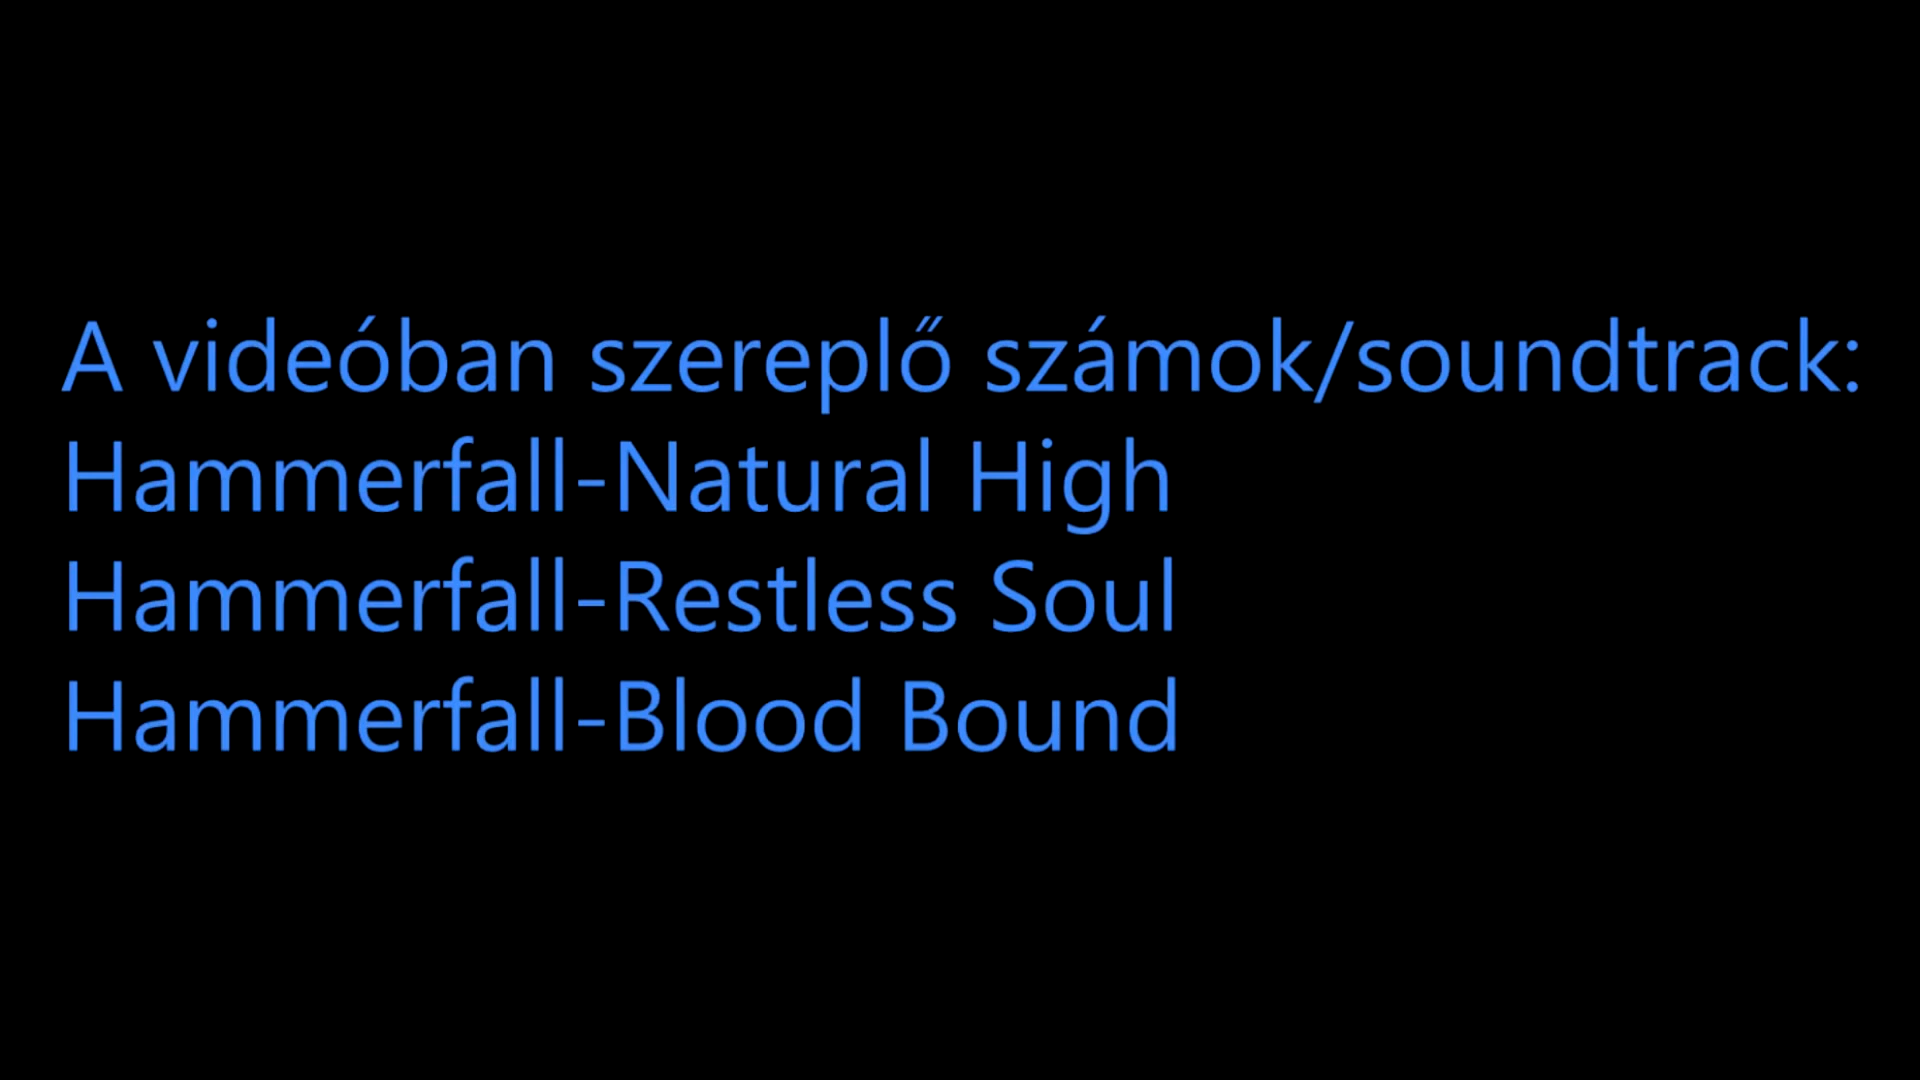 A videóban szereplő számok/soundtrack:
Hammerfall-Natural High
Hammerfall-Restless Soul
Hammerfall-Blood Bound